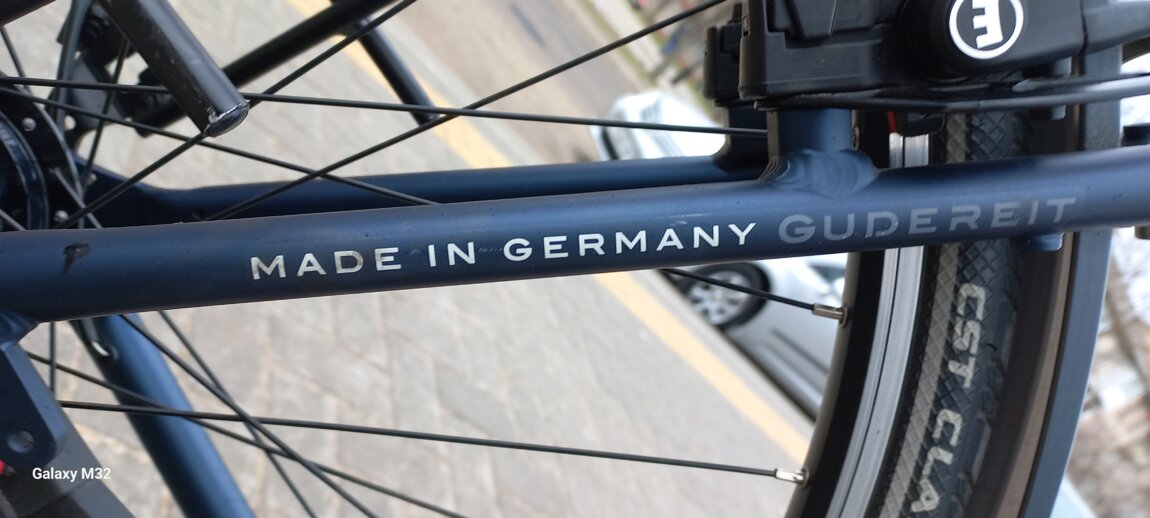 MADE IN GERMANY GUDEREIT
CST CLA
Galaxy M32